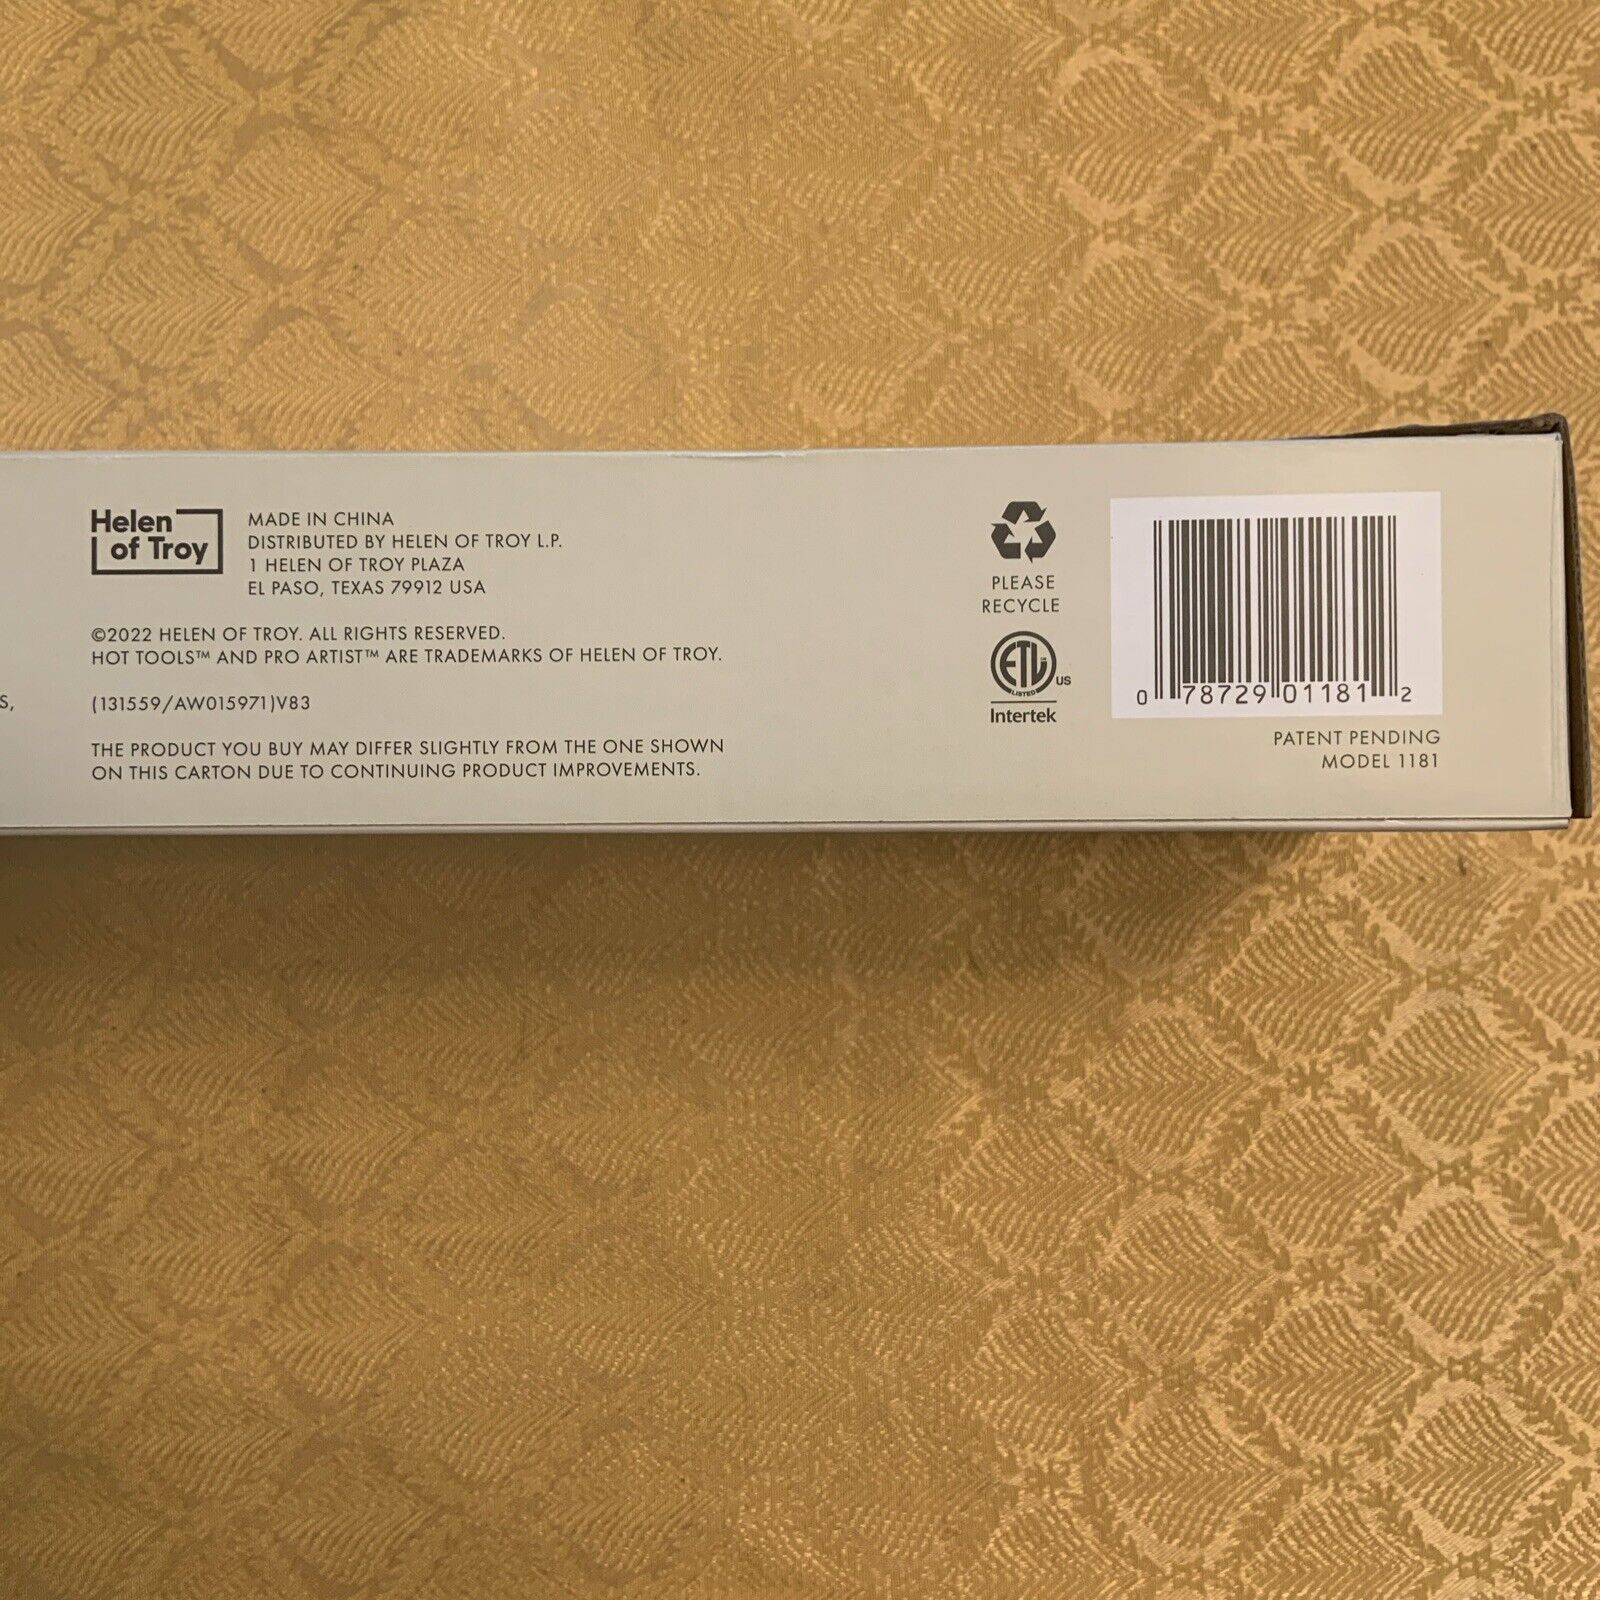 Helen
of Troy
MADE IN CHINA
DISTRIBUTED BY HELEN OF TROY L.P.
1 HELEN OF TROY PLAZA
EL PASO, TEXAS 79912 USA
©2022 HELEN OF TROY. ALL RIGHTS RESERVED.
HOT TOOLS™ AND PRO ARTIST™ ARE TRADEMARKS OF HELEN OF TROY.
S,
(131559/AW015971)V83
THE PRODUCT YOU BUY MAY DIFFER SLIGHTLY FROM THE ONE SHOWN
ON THIS CARTON DUE TO CONTINUING PRODUCT IMPROVEMENTS.
PLEASE
RECYCLE
ETL
LISTED
US
Intertek
0 78729 01181 2
PATENT PENDING
MODEL 1181